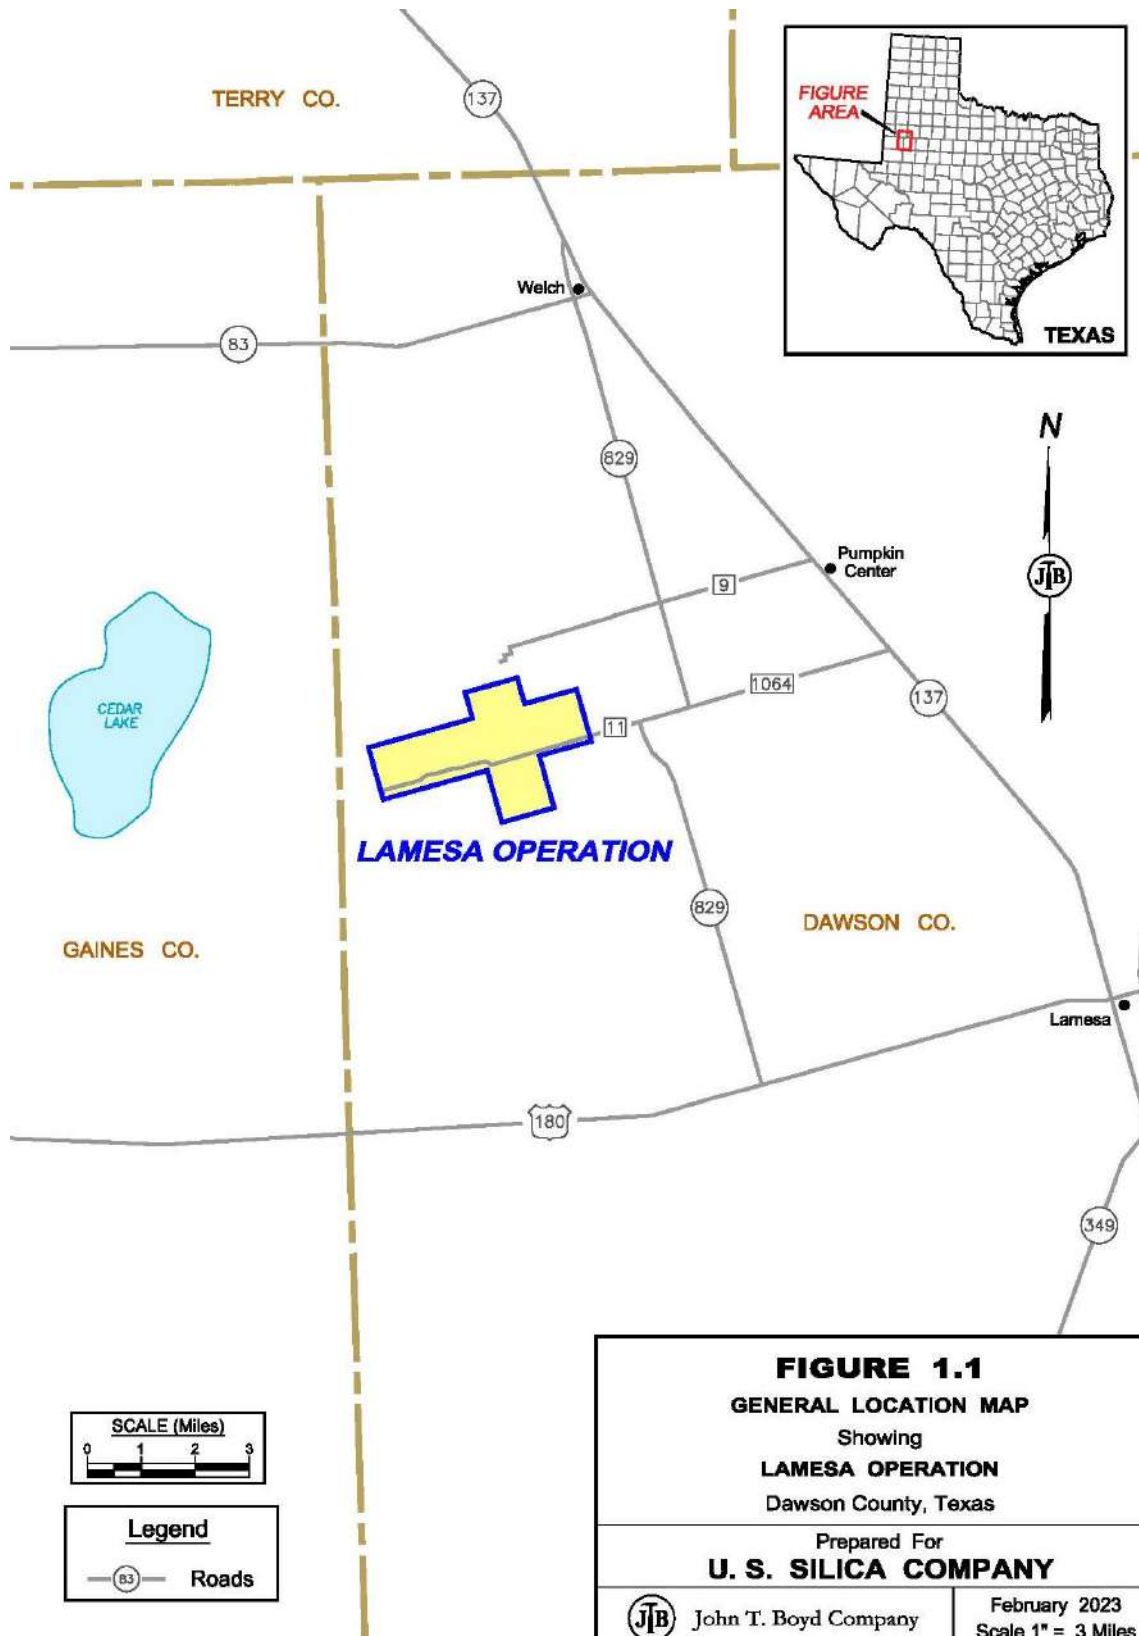 TERRY CO.
137
FIGURE
AREA
TEXAS
Welch
83
829
N
JTB
Pumpkin
Center
9
1064
137
CEDAR
LAKE
11
LAMESA OPERATION
829
DAWSON CO.
GAINES CO.
Lamesa
180
349
SCALE (Miles)
0 1 2 3
Legend
83 Roads
FIGURE 1.1
GENERAL LOCATION MAP
Showing
LAMESA OPERATION
Dawson County, Texas
Prepared For
U. S. SILICA COMPANY
JTB John T. Boyd Company
February 2023
Scale 1" = 3 Miles